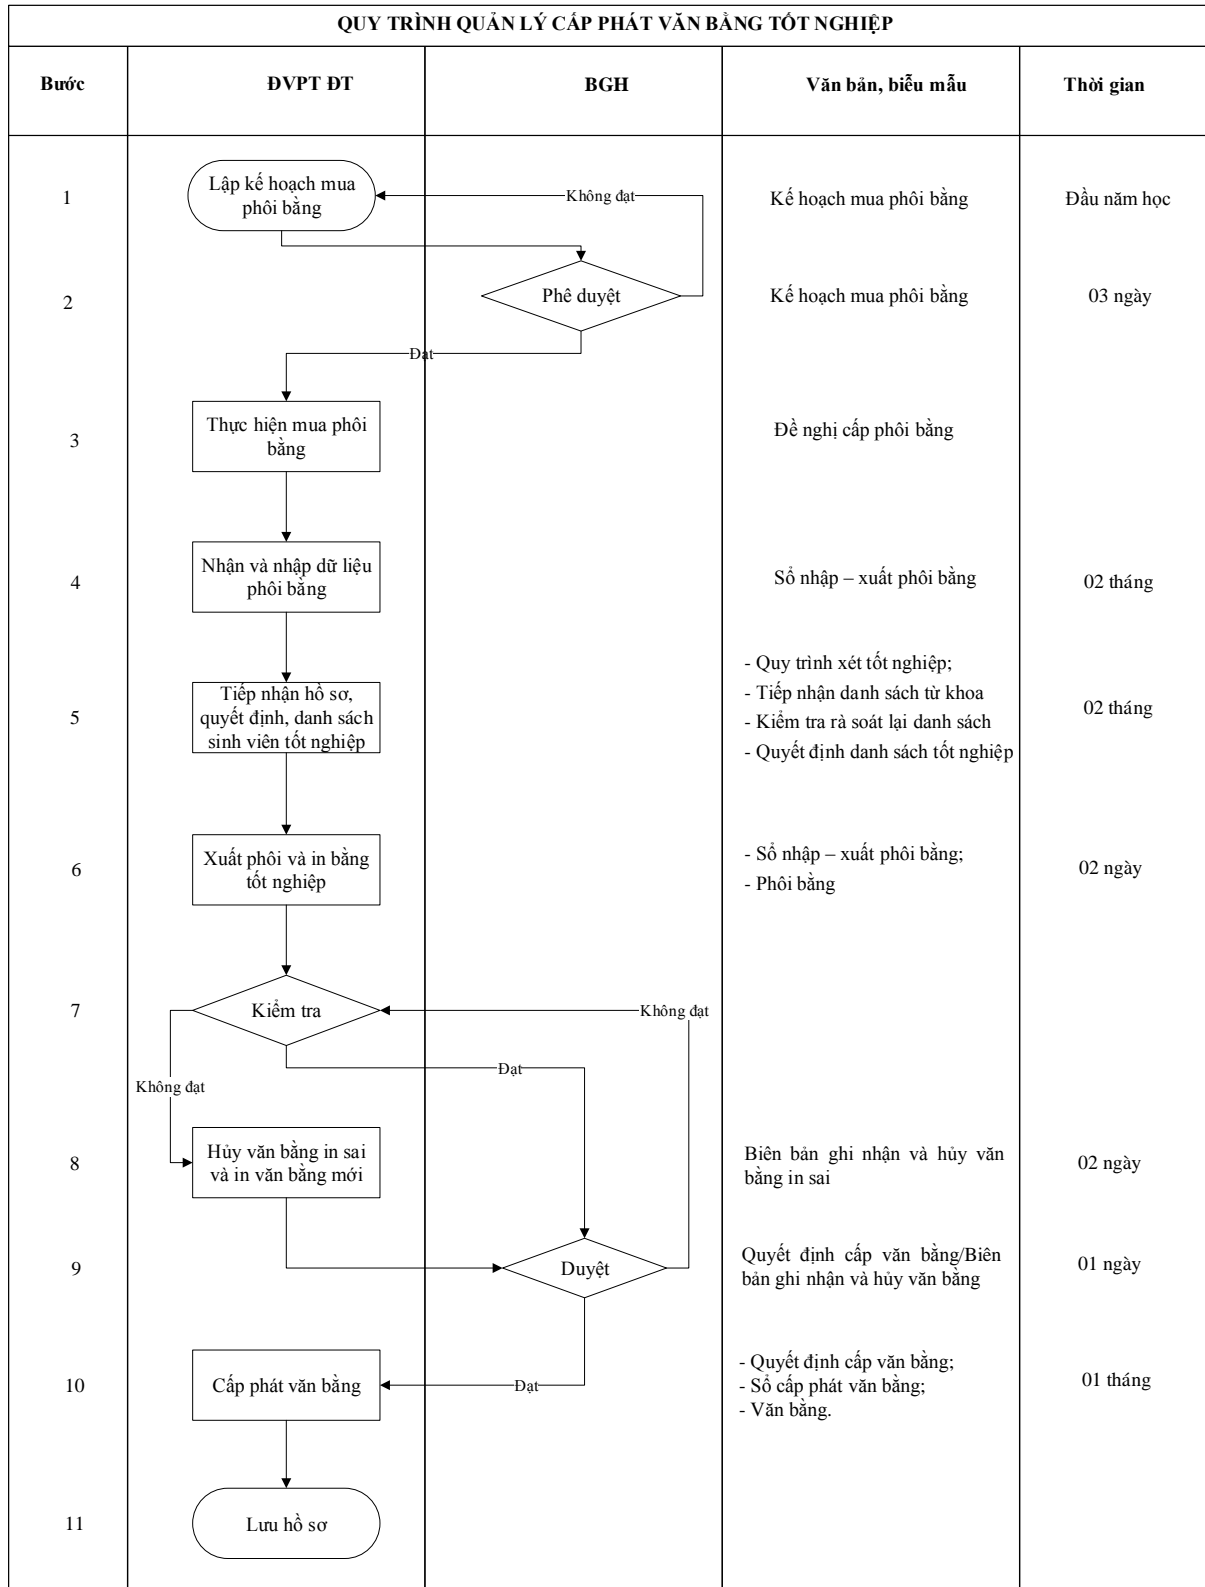 QUY TRÌNH QUẢN LÝ CẤP PHÁT VĂN BẰNG TỐT NGHIỆP
Bước
ĐVPT ĐT
BGH
Văn bản, biễu mẫu
Thời gian
1
Lập kế hoạch mua
phôi bằng
Không đạt
Kế hoạch mua phôi bằng
Đầu năm học
2
Phê duyệt
Kế hoạch mua phôi bằng
03 ngày
Đạt
3
Thực hiện mua phôi
bằng
Đề nghị cấp phôi bằng
4
Nhận và nhập dữ liệu
phôi bằng
Sổ nhập – xuất phôi bằng
02 tháng
5
Tiếp nhận hồ sơ,
quyết định, danh sách
sinh viên tốt nghiệp
- Quy trình xét tốt nghiệp;
- Tiếp nhận danh sách từ khoa
- Kiểm tra rà soát lại danh sách
- Quyết định danh sách tốt nghiệp
02 tháng
6
Xuất phôi và in bằng
tốt nghiệp
- Sổ nhập – xuất phôi bằng;
- Phôi bằng
02 ngày
7
Kiểm tra
Không đạt
Đạt
Không đạt
8
Hủy văn bằng in sai
và in văn bằng mới
Biên bản ghi nhận và hủy văn
bằng in sai
02 ngày
9
Duyệt
Quyết định cấp văn bằng/Biên
bản ghi nhận và hủy văn bằng
01 ngày
10
Cấp phát văn bằng
Đạt
- Quyết định cấp văn bằng;
- Sổ cấp phát văn bằng;
- Văn bằng.
01 tháng
11
Lưu hồ sơ